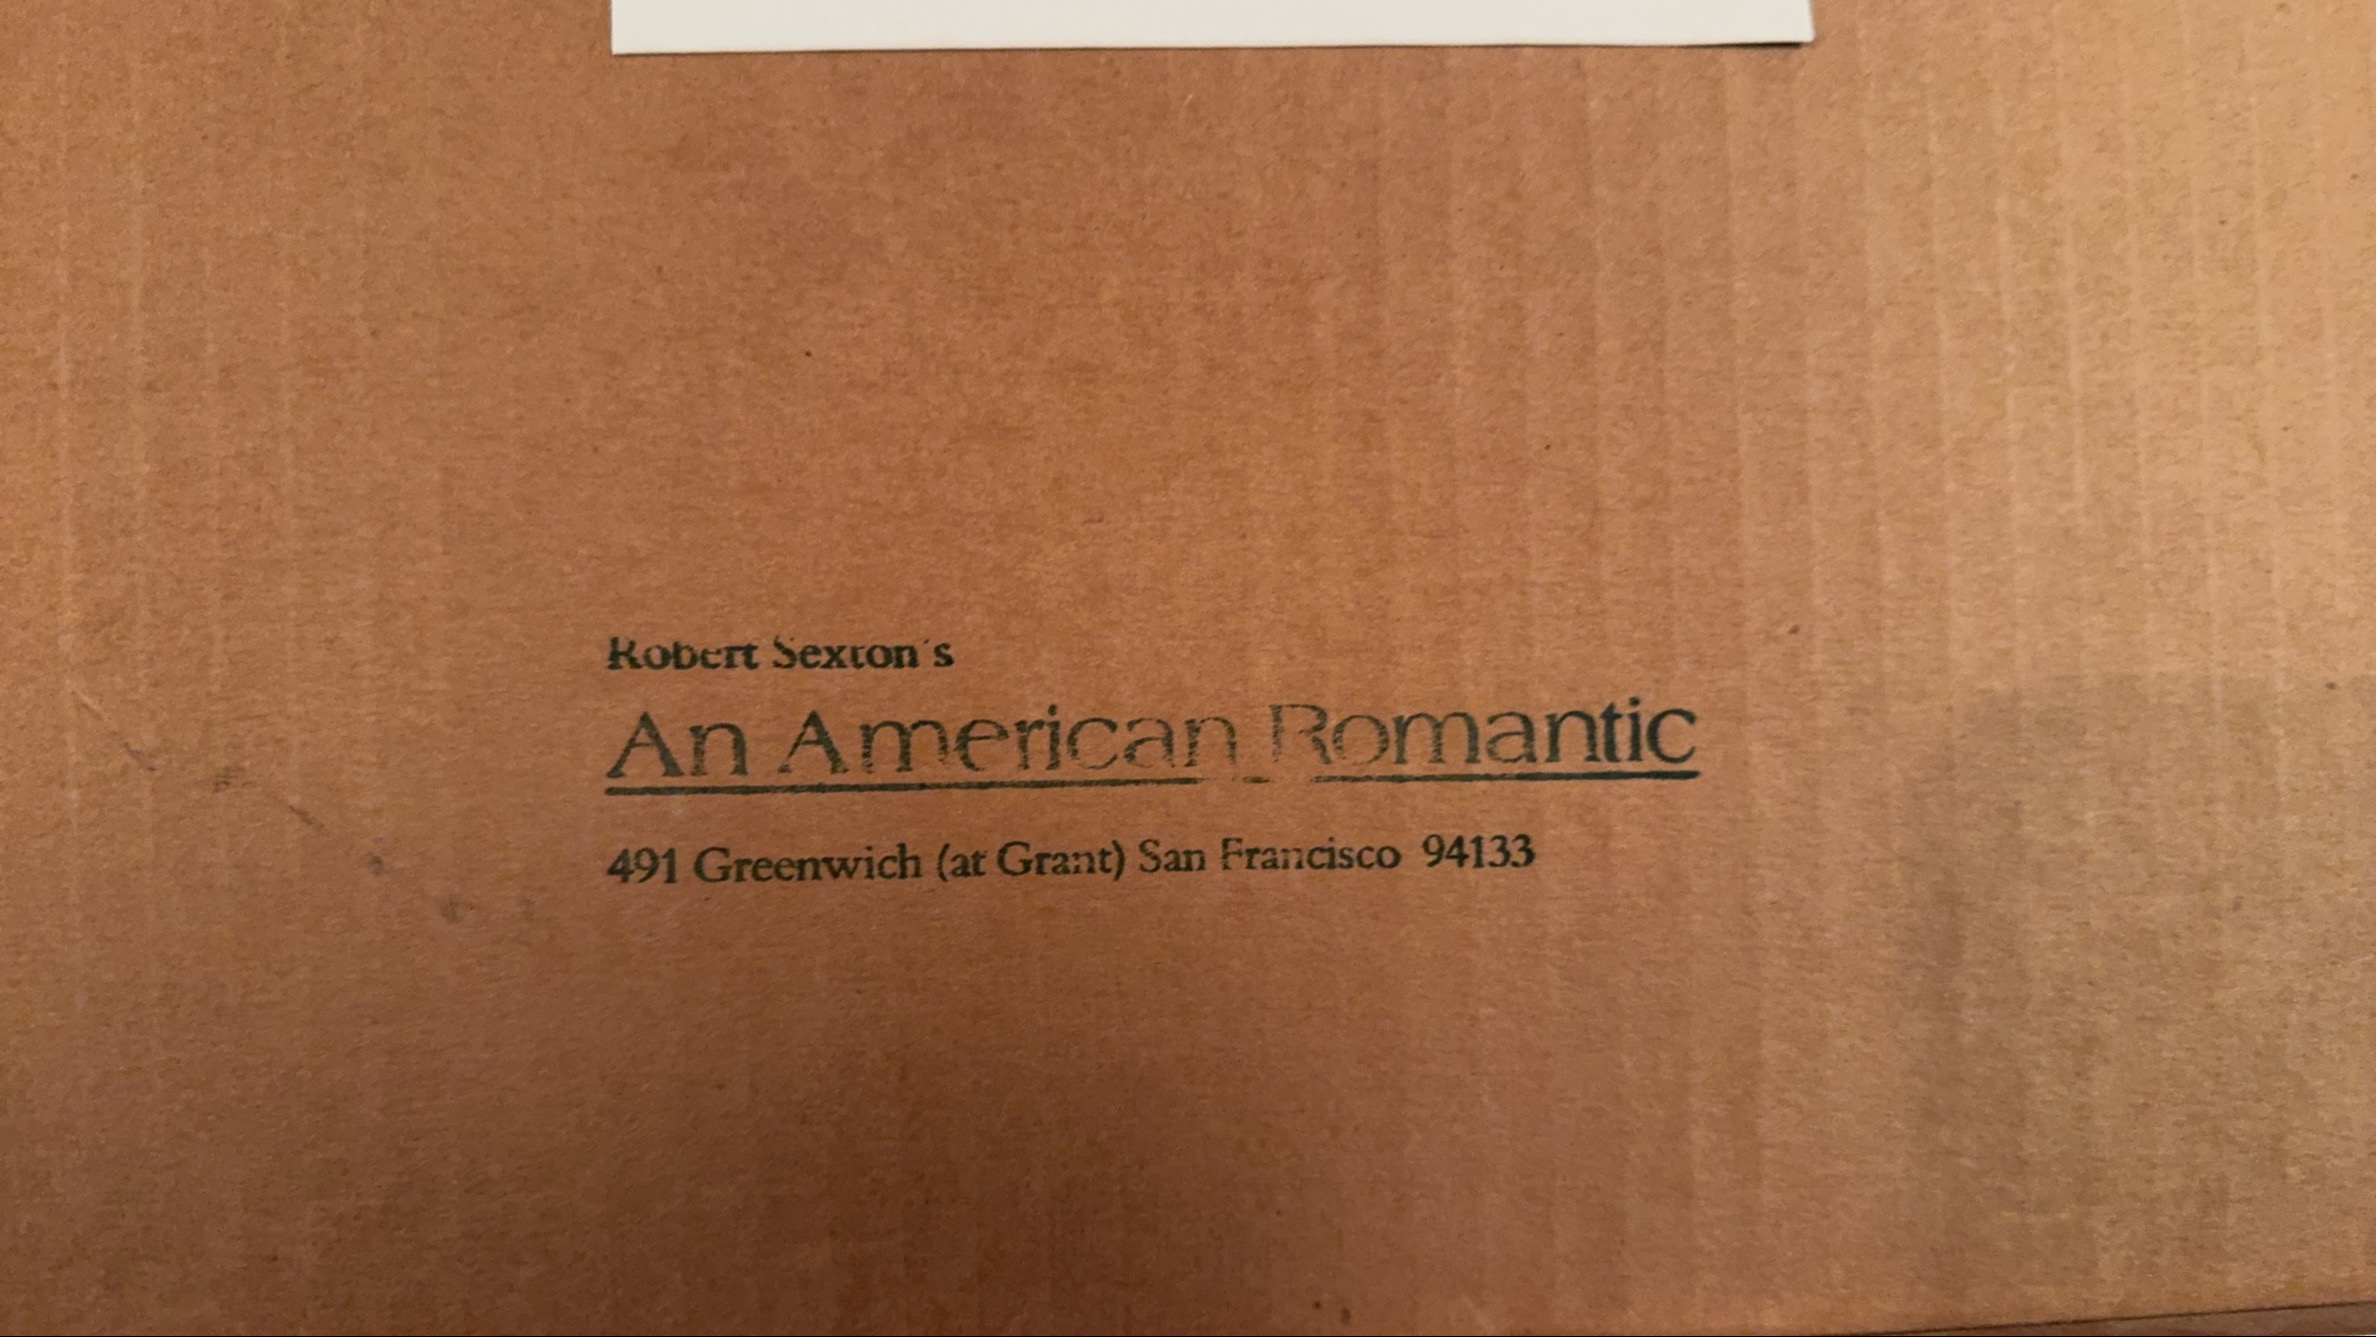 Robert Sexton's
An American Romantic
491 Greenwich (at Grant) San Francisco 94133